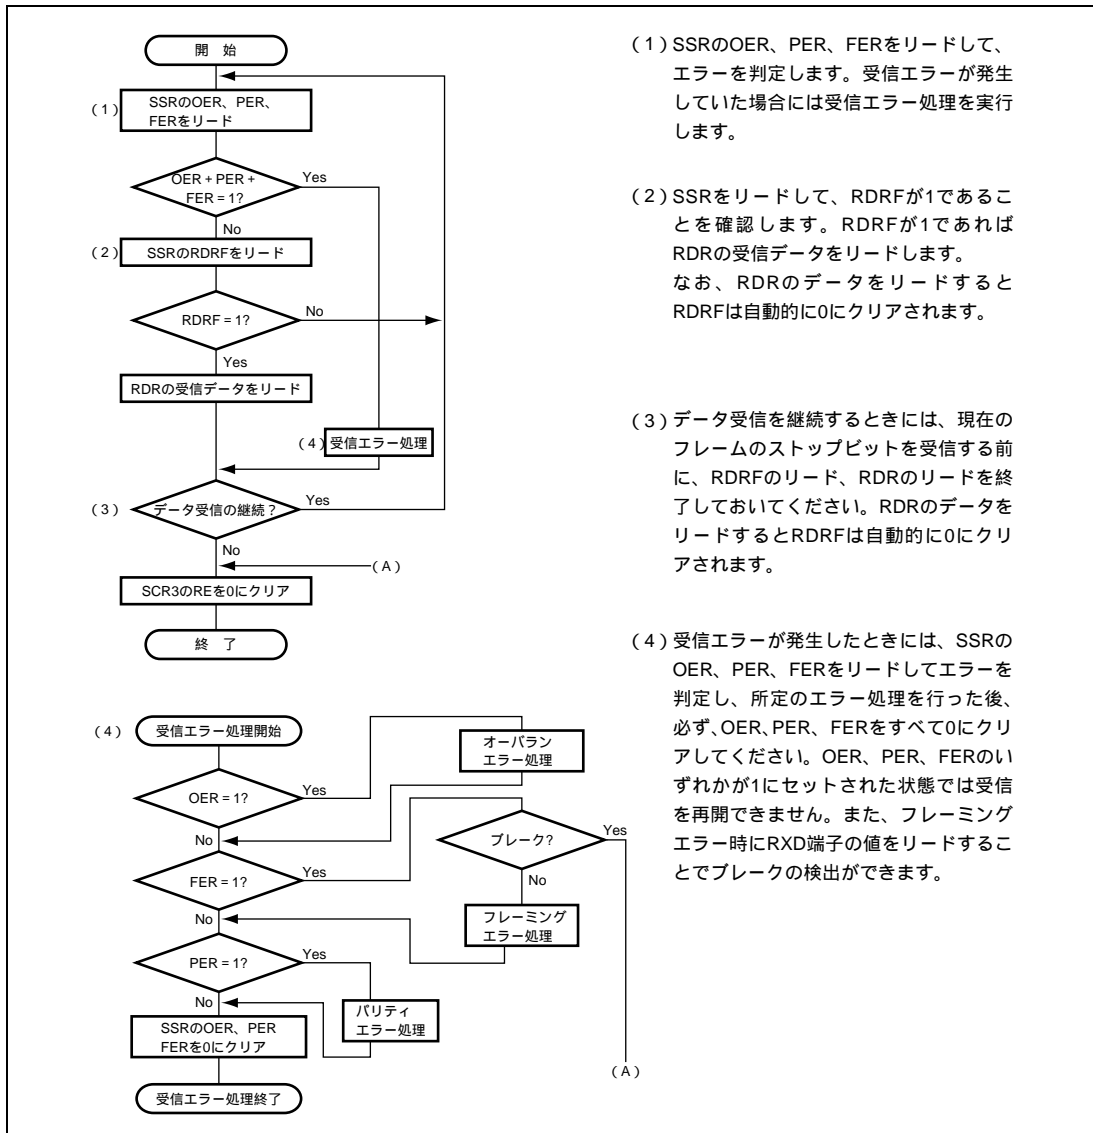 開 始
(1)
SSRのOER、PER、
FERをリード
OER + PER +
FER = 1?
Yes
No
(2)
SSRのRDRFをリード
RDRF = 1?
No
Yes
RDRの受信データをリード
(4)
受信エラー処理
(3)
データ受信の継続?
Yes
No
(A)
SCR3のREを0にクリア
終 了
(4)
受信エラー処理開始
オーバラン
エラー処理
OER = 1?
Yes
No
ブレーク?
Yes
FER = 1?
Yes
No
No
フレーミング
エラー処理
PER = 1?
Yes
No
パリティ
エラー処理
SSRのOER、PER
FERを0にクリア
(A)
受信エラー処理終了
(1)SSRのOER、PER、FERをリードして、
エラーを判定します。受信エラーが発生
していた場合には受信エラー処理を実行
します。
(2)SSRをリードして、RDRFが1であるこ
とを確認します。RDRFが1であれば
RDRの受信データをリードします。
なお、RDRのデータをリードすると
RDRFは自動的に0にクリアされます。
(3)データ受信を継続するときには、現在の
フレームのストップビットを受信する前
に、RDRFのリード、RDRのリードを終
了しておいてください。RDRのデータを
リードするとRDRFは自動的に0にクリ
アされます。
(4)受信エラーが発生したときには、SSRの
OER、PER、FERをリードしてエラーを
判定し、所定のエラー処理を行った後、
必ず、OER、PER、FERをすべて0にクリ
アしてください。OER、PER、FERのい
ずれかが1にセットされた状態では受信
を再開できません。また、フレーミング
エラー時にRXD端子の値をリードするこ
とでブレークの検出ができます。